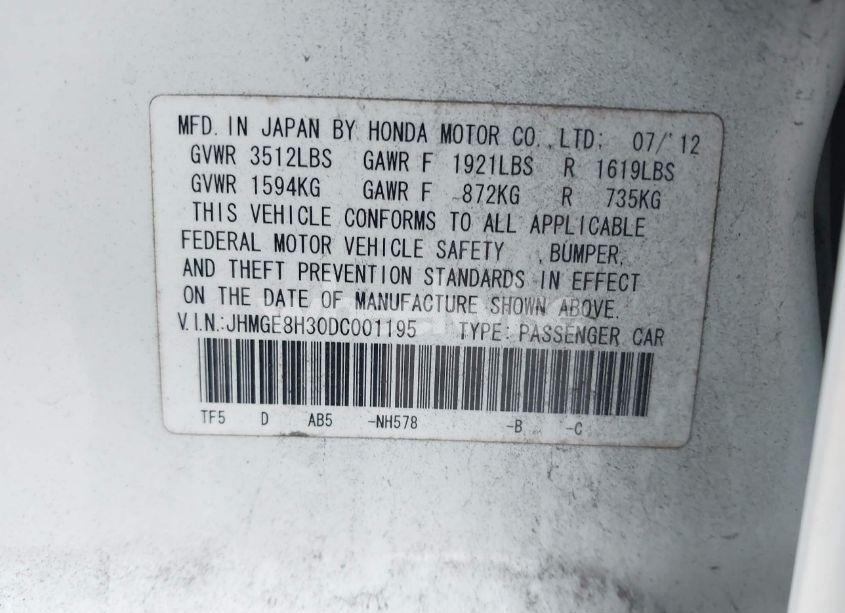 MFD. IN JAPAN BY HONDA MOTOR CO.,LTD: 07/'12
GVWR 3512LBS GAWR F 1921LBS R 1619LBS
GVWR 1594KG GAWR F 872KG R 735KG
THIS VEHICLE CONFORMS TO ALL APPLICABLE
FEDERAL MOTOR VEHICLE SAFETY , BUMPER,
AND THEFT PREVENTION STANDARDS IN EFFECT
ON THE DATE OF MANUFACTURE SHOWN ABOVE.
V.I.N.:JHMGE8H30DC001195 TYPE: PASSENGER CAR
TF5 D AB5 -NH578 -B -C